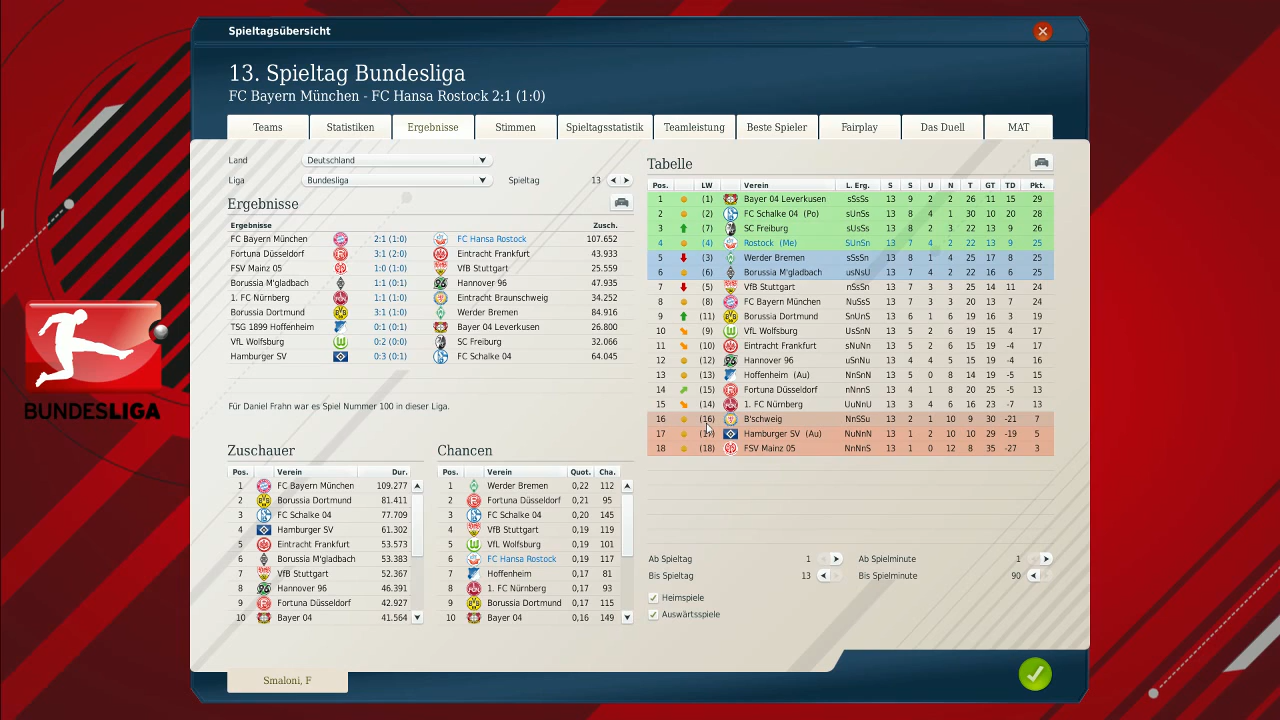 Spieltagsübersicht
13. Spieltag Bundesliga
FC Bayern München - FC Hansa Rostock 2:1 (1:0)
Teams Statistiken Ergebnisse Stimmen Spieltagsstatistik Teamleistung Beste Spieler Fairplay Das Duell MAT
Land Deutschland
Liga Bundesliga Spieltag 13
Ergebnisse
Ergebnisse Zusch.
FC Bayern München 2:1 (1:0) FC Hansa Rostock 107.652
Fortuna Düsseldorf 3:1 (2:0) Eintracht Frankfurt 43.933
FSV Mainz 05 1:0 (1:0) VfB Stuttgart 25.559
Borussia M'gladbach 1:1 (0:1) Hannover 96 47.935
1. FC Nürnberg 1:1 (1:0) Eintracht Braunschweig 34.252
Borussia Dortmund 3:1 (1:0) Werder Bremen 84.916
TSG 1899 Hoffenheim 0:1 (0:1) Bayer 04 Leverkusen 26.800
VfL Wolfsburg 0:2 (0:0) SC Freiburg 32.066
Hamburger SV 0:3 (0:1) FC Schalke 04 64.045
Für Daniel Frahn war es Spiel Nummer 100 in dieser Liga.
Zuschauer
Pos. Verein Dur.
1 FC Bayern München 109.277
2 Borussia Dortmund 81.411
3 FC Schalke 04 77.709
4 Hamburger SV 61.302
5 Eintracht Frankfurt 53.573
6 Borussia M'gladbach 53.383
7 VfB Stuttgart 52.367
8 Hannover 96 46.391
9 Fortuna Düsseldorf 42.927
10 Bayer 04 41.564
Chancen
Pos. Verein Quot. Cha.
1 Werder Bremen 0,22 112
2 Fortuna Düsseldorf 0,21 95
3 FC Schalke 04 0,20 145
4 VfB Stuttgart 0,19 119
5 VfL Wolfsburg 0,19 101
6 FC Hansa Rostock 0,19 117
7 Hoffenheim 0,17 81
8 1. FC Nürnberg 0,17 93
9 Borussia Dortmund 0,17 115
10 Bayer 04 0,16 149
Tabelle
Pos. LW Verein L. Erg. S S U N T GT TD Pkt.
1 (1) Bayer 04 Leverkusen sSsSs 13 9 2 2 26 11 15 29
2 (2) FC Schalke 04 (Po) sUnSs 13 8 4 1 30 10 20 28
3 (7) SC Freiburg sUsSs 13 8 2 3 22 13 9 26
4 (4) Rostock (Me) SUnSn 13 7 4 2 22 13 9 25
5 (3) Werder Bremen sSsSn 13 8 1 4 25 17 8 25
6 (6) Borussia M'gladbach usNsU 13 7 4 2 22 16 6 25
7 (5) VfB Stuttgart nSsSn 13 7 3 3 25 14 11 24
8 (8) FC Bayern München NuSsS 13 7 3 3 20 13 7 24
9 (11) Borussia Dortmund SnUnS 13 6 1 6 19 16 3 19
10 (9) VfL Wolfsburg UsSnN 13 5 2 6 19 15 4 17
11 (10) Eintracht Frankfurt sNuNn 13 5 2 6 15 19 -4 17
12 (12) Hannover 96 uSnNu 13 4 4 5 15 19 -4 16
13 (13) Hoffenheim (Au) NnSnN 13 5 0 8 14 19 -5 15
14 (15) Fortuna Düsseldorf nNnnS 13 4 1 8 20 25 -5 13
15 (14) 1. FC Nürnberg UuNnU 13 3 4 6 16 23 -7 13
16 (16) B'schweig NnSSu 13 2 1 10 9 30 -21 7
17 Hamburger SV (Au) NuNnN 13 1 2 10 10 29 -19 5
18 (18) FSV Mainz 05 NnNnS 13 1 0 12 8 35 -27 3
Ab Spieltag 1 Ab Spielminute 1
Bis Spieltag 13 Bis Spielminute 90
Heimspiele
Auswärtsspiele
Smaloni, F
BUNDESLIGA